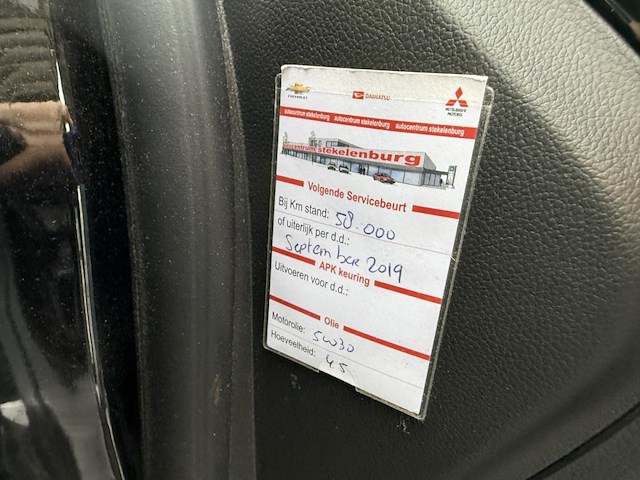 CHEVROLET DAIHATSU MITSUBISHI MOTORS
autocentrum stekelenburg autocentrum stekelenburg autocentrum stekelenburg
autocentrum stekelenburg
Volgende Servicebeurt
Bij Km stand: 58.000
of uiterlijk per d.d.:
September 2019
APK keuring
Uitvoeren voor d.d.:
Olie
Motorolie: 5W30
Hoeveelheid: 4,5